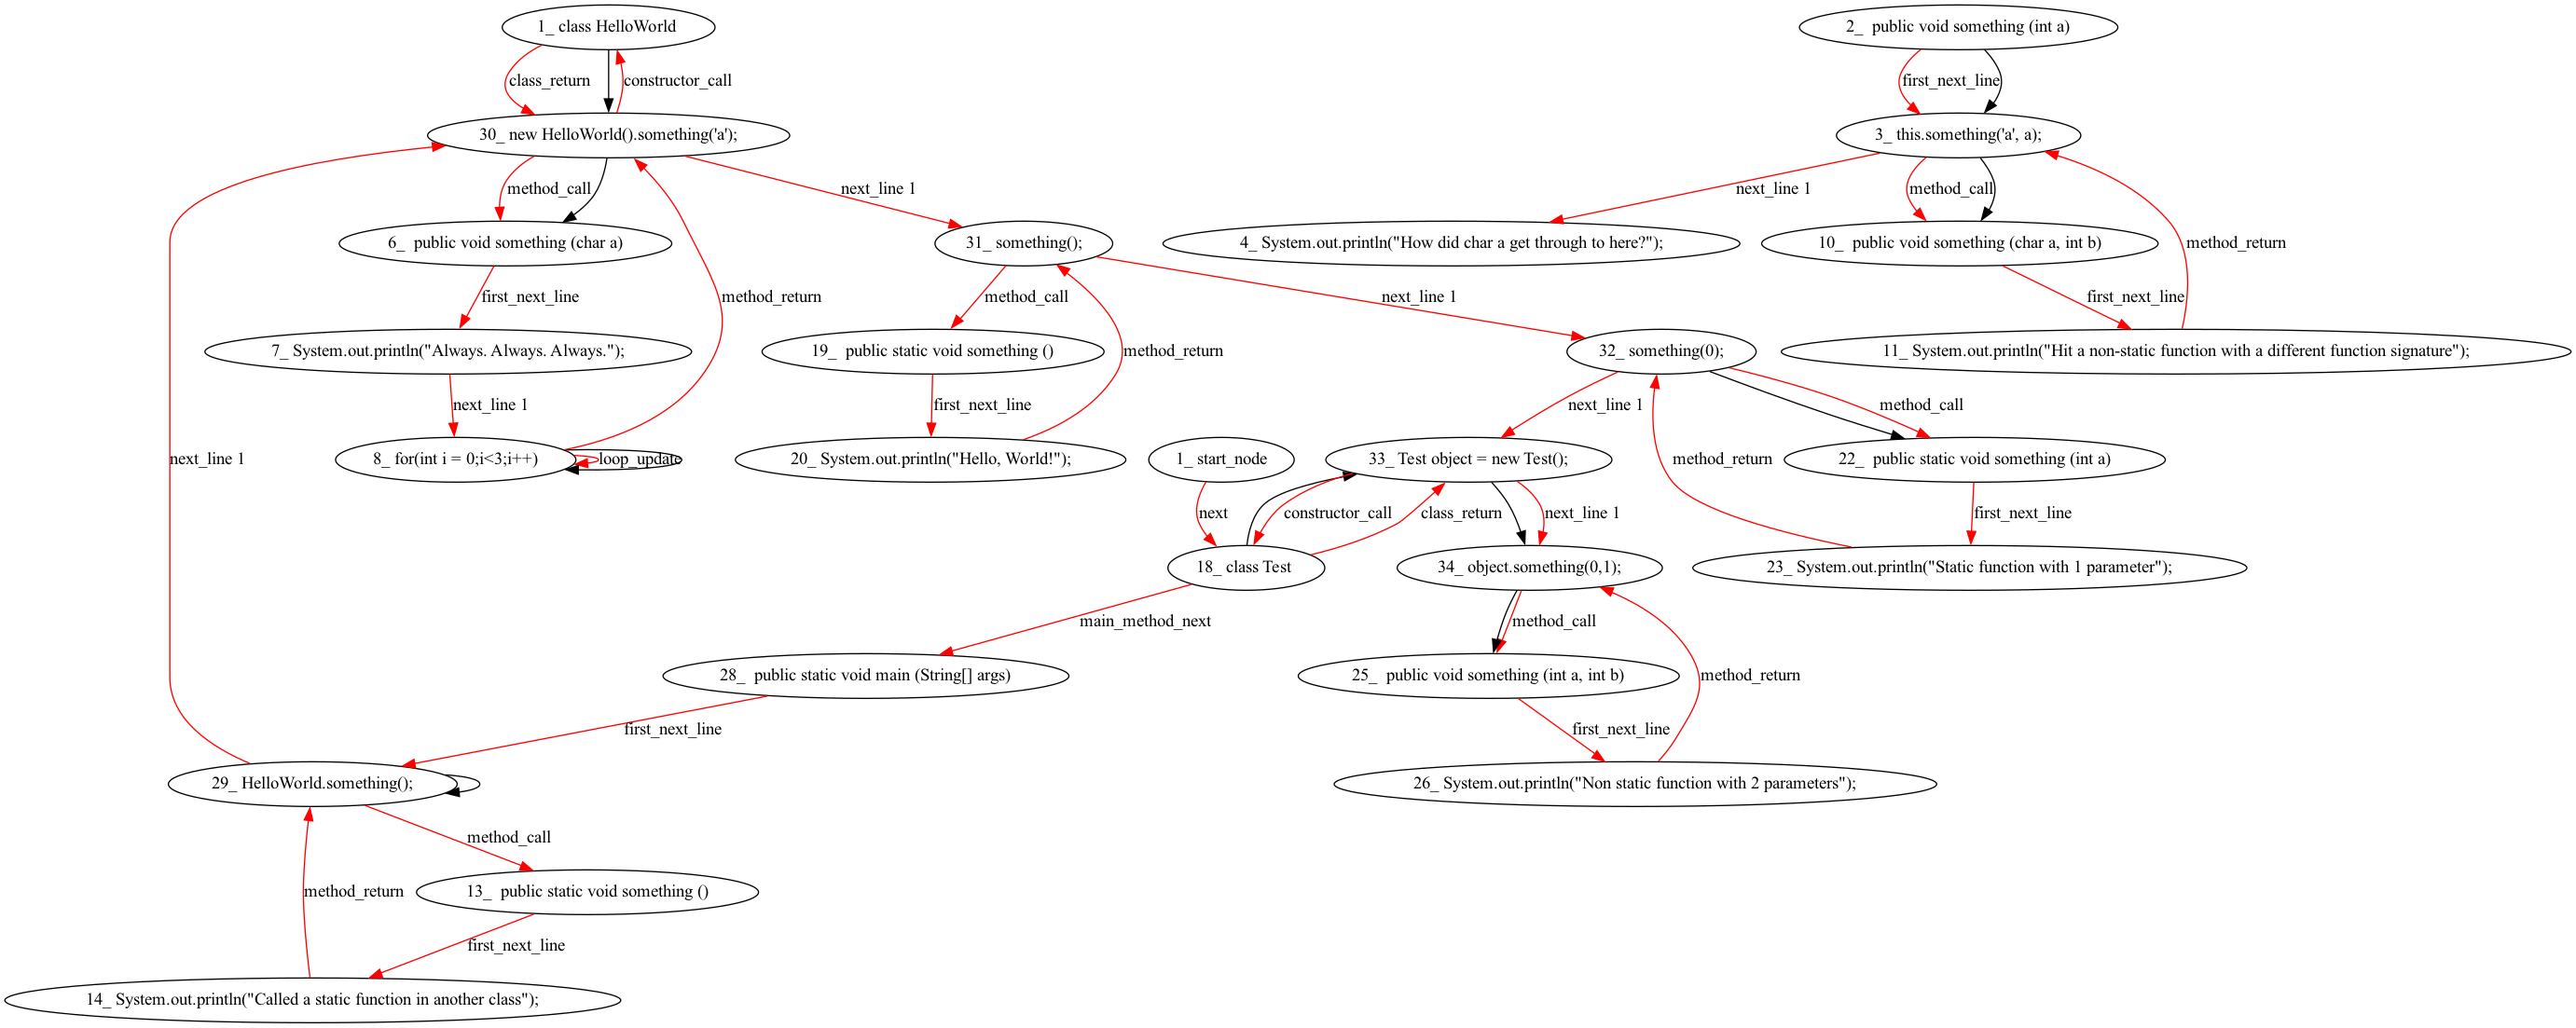 1_ class HelloWorld
2_ public void something (int a)
class_return
constructor_call
first_next_line
30_ new HelloWorld().something('a');
3_ this.something('a', a);
method_call
next_line 1
next_line 1
method_call
6_ public void something (char a)
31_ something();
4_ System.out.println("How did char a get through to here?");
10_ public void something (char a, int b)
method_return
first_next_line
method_return
method_call
next_line 1
first_next_line
7_ System.out.println("Always. Always. Always.");
19_ public static void something ()
method_return
32_ something(0);
11_ System.out.println("Hit a non-static function with a different function signature");
next_line 1
first_next_line
next_line 1
method_call
next_line 1
8_ for(int i = 0;i<3;i++)
loop_update
20_ System.out.println("Hello, World!");
1_ start_node
33_ Test object = new Test();
method_return
22_ public static void something (int a)
next
constructor_call
class_return
next_line 1
first_next_line
18_ class Test
34_ object.something(0,1);
23_ System.out.println("Static function with 1 parameter");
main_method_next
method_call
28_ public static void main (String[] args)
25_ public void something (int a, int b)
method_return
first_next_line
first_next_line
29_ HelloWorld.something();
26_ System.out.println("Non static function with 2 parameters");
method_call
method_return
13_ public static void something ()
first_next_line
14_ System.out.println("Called a static function in another class");